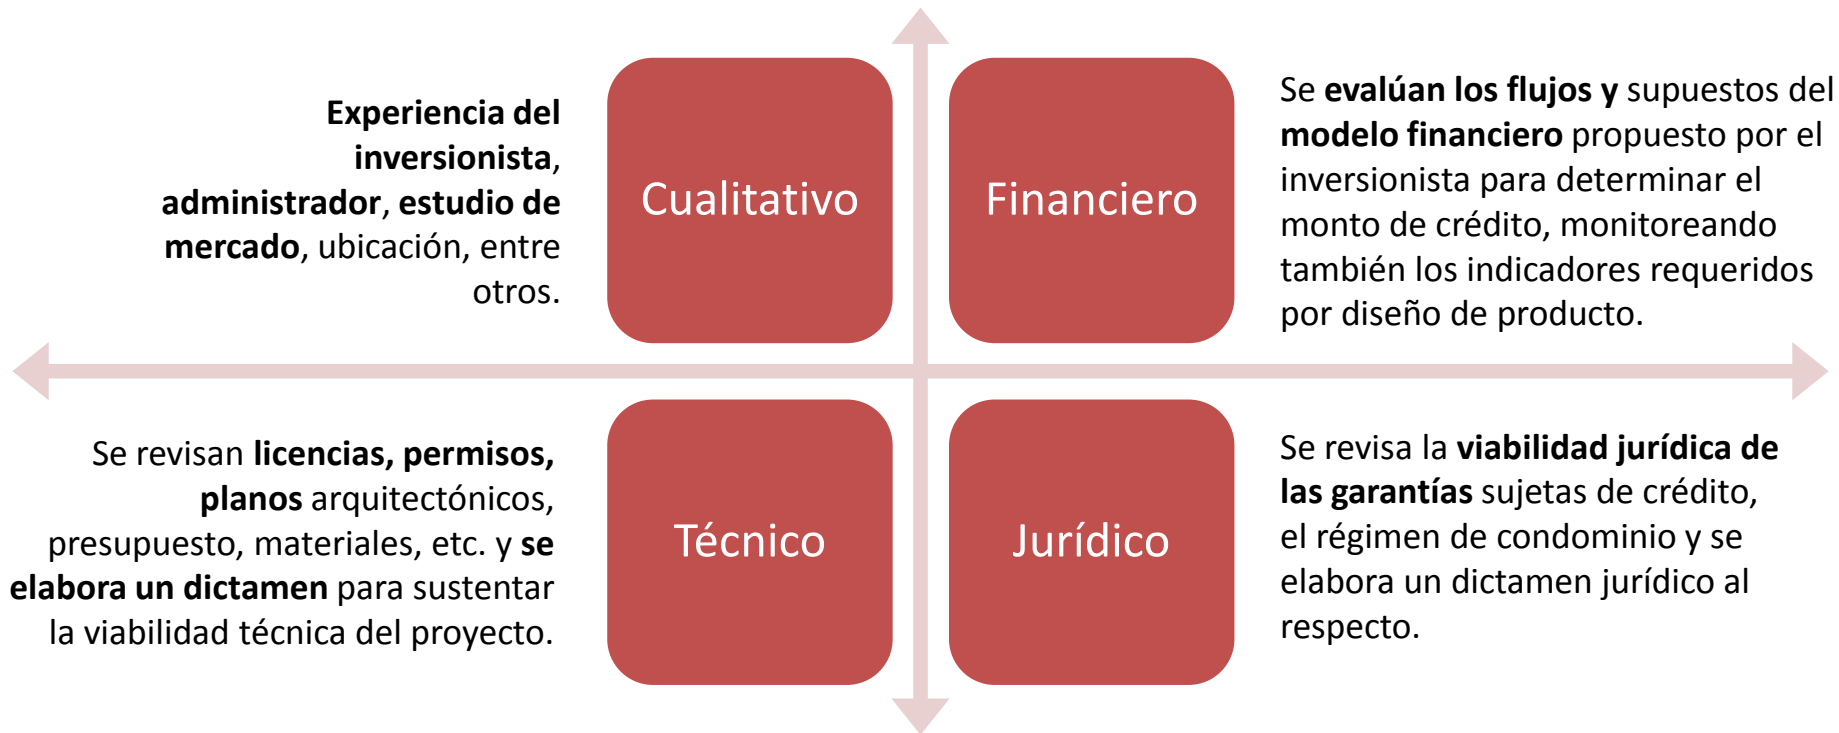 Experiencia del
inversionista,
administrador, estudio de
mercado, ubicación, entre
otros.
Cualitativo
Financiero
Se evalúan los flujos y supuestos del
modelo financiero propuesto por el
inversionista para determinar el
monto de crédito, monitoreando
también los indicadores requeridos
por diseño de producto.
Se revisan licencias, permisos,
planos arquitectónicos,
presupuesto, materiales, etc. y se
elabora un dictamen para sustentar
la viabilidad técnica del proyecto.
Técnico
Jurídico
Se revisa la viabilidad jurídica de
las garantías sujetas de crédito,
el régimen de condominio y se
elabora un dictamen jurídico al
respecto.